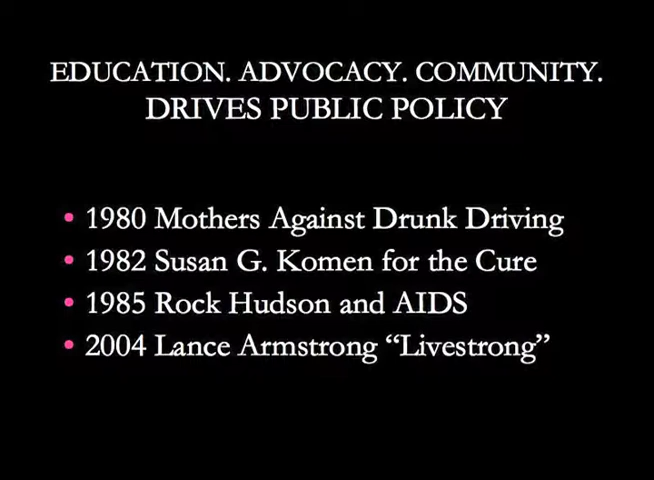 EDUCATION. ADVOCACY. COMMUNITY.
DRIVES PUBLIC POLICY
• 1980 Mothers Against Drunk Driving
• 1982 Susan G. Komen for the Cure
• 1985 Rock Hudson and AIDS
• 2004 Lance Armstrong “Livestrong”